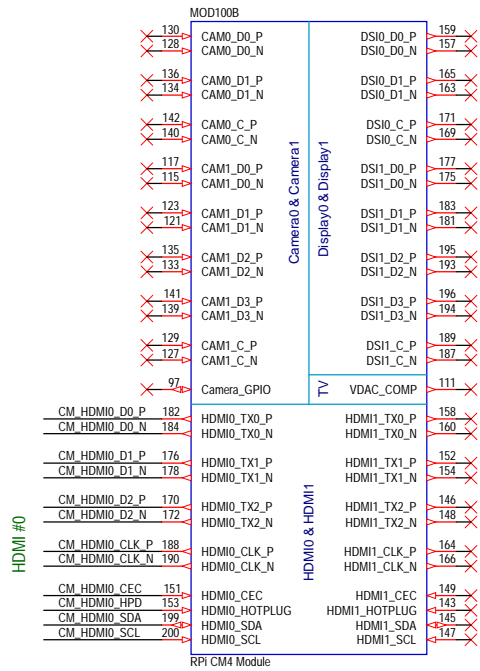 MOD100B
130 CAM0_D0_P DSI0_D0_P 159
128 CAM0_D0_N DSI0_D0_N 157
136 CAM0_D1_P DSI0_D1_P 165
134 CAM0_D1_N DSI0_D1_N 163
142 CAM0_C_P DSI0_C_P 171
140 CAM0_C_N DSI0_C_N 169
117 CAM1_D0_P DSI1_D0_P 177
115 CAM1_D0_N DSI1_D0_N 175
123 CAM1_D1_P DSI1_D1_P 183
121 CAM1_D1_N DSI1_D1_N 181
135 CAM1_D2_P DSI1_D2_P 195
133 CAM1_D2_N DSI1_D2_N 193
141 CAM1_D3_P DSI1_D3_P 196
139 CAM1_D3_N DSI1_D3_N 194
129 CAM1_C_P DSI1_C_P 189
127 CAM1_C_N DSI1_C_N 187
Camera0 & Camera1
Display0 & Display1
97 Camera_GPIO TV VDAC_COMP 111
CM_HDMI0_D0_P 182 HDMI0_TX0_P HDMI1_TX0_P 158
CM_HDMI0_D0_N 184 HDMI0_TX0_N HDMI1_TX0_N 160
CM_HDMI0_D1_P 176 HDMI0_TX1_P HDMI1_TX1_P 152
CM_HDMI0_D1_N 178 HDMI0_TX1_N HDMI1_TX1_N 154
CM_HDMI0_D2_P 170 HDMI0_TX2_P HDMI1_TX2_P 146
CM_HDMI0_D2_N 172 HDMI0_TX2_N HDMI1_TX2_N 148
CM_HDMI0_CLK_P 188 HDMI0_CLK_P HDMI1_CLK_P 164
CM_HDMI0_CLK_N 190 HDMI0_CLK_N HDMI1_CLK_N 166
CM_HDMI0_CEC 151 HDMI0_CEC HDMI1_CEC 149
CM_HDMI0_HPD 153 HDMI0_HOTPLUG HDMI1_HOTPLUG 143
CM_HDMI0_SDA 199 HDMI0_SDA HDMI1_SDA 145
CM_HDMI0_SCL 200 HDMI0_SCL HDMI1_SCL 147
HDMI #0
HDMI0 & HDMI1
RPi CM4 Module